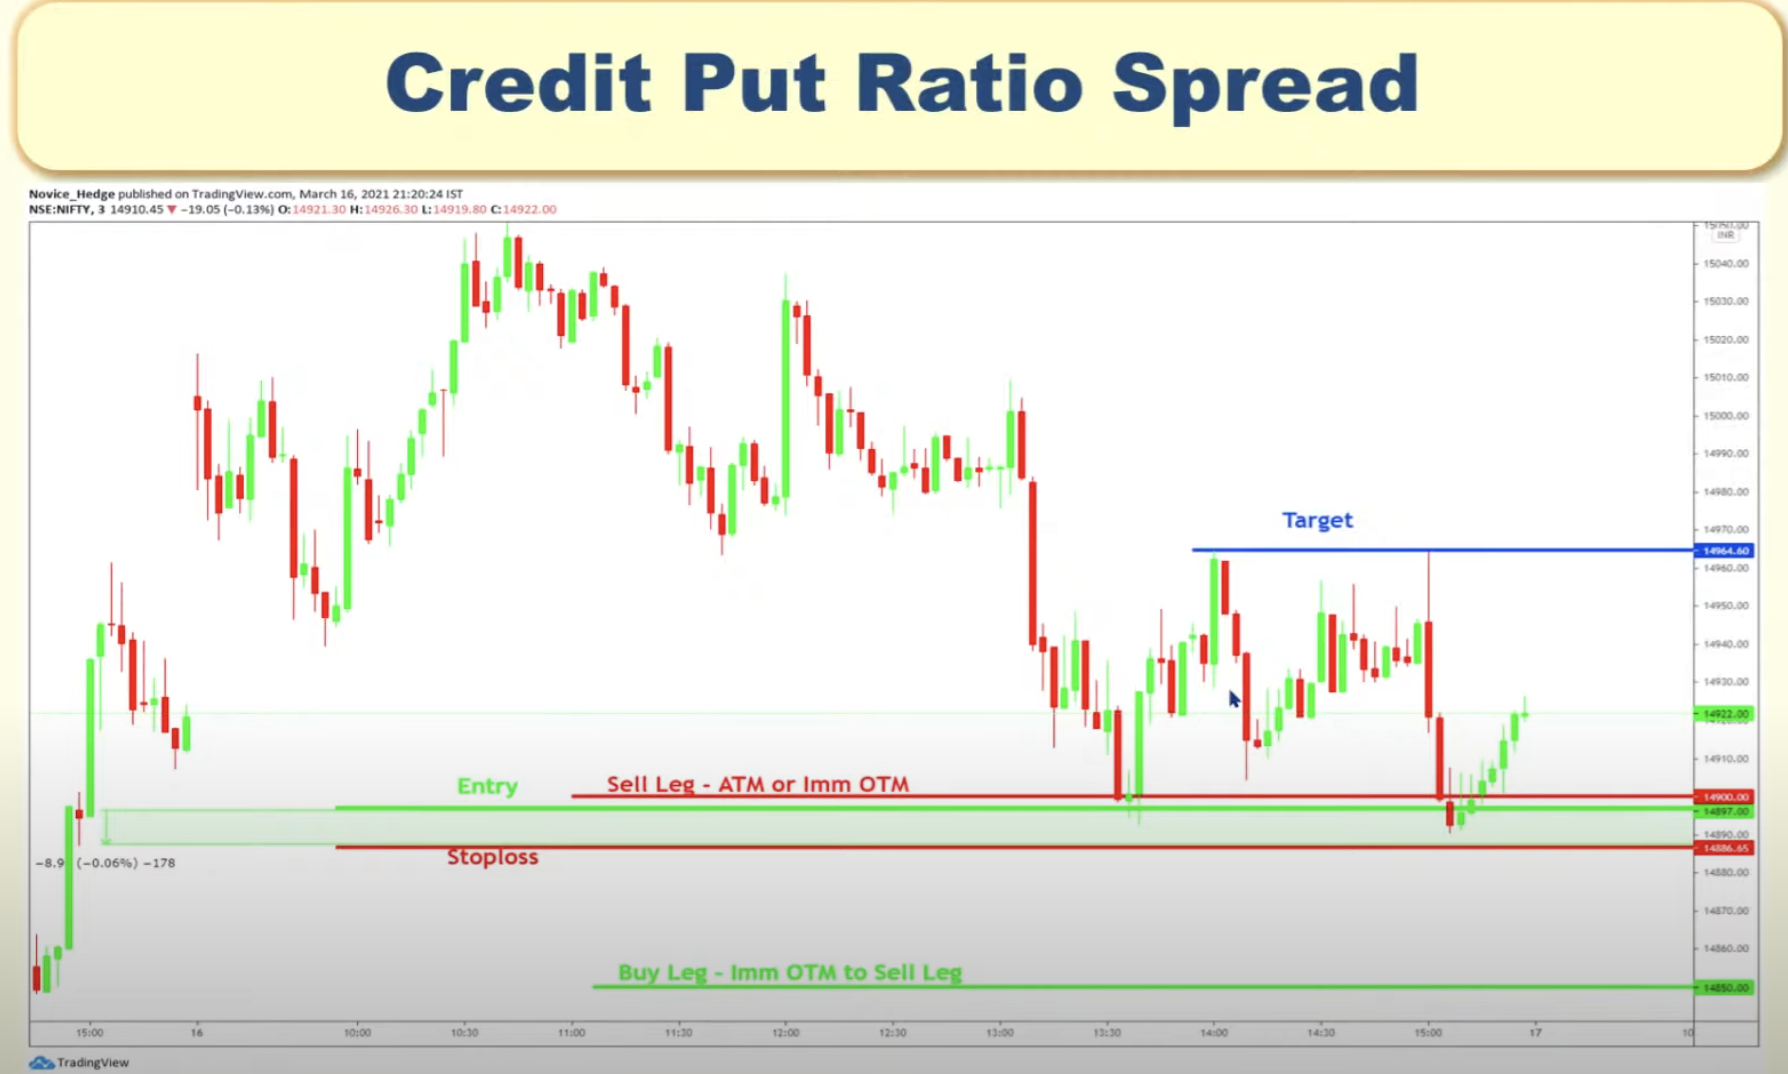 Credit Put Ratio Spread
Novice_Hedge published on TradingView.com, March 16, 2021 21:20:24 IST
NSE:NIFTY, 3 14910.45 ▼ −19.05 (−0.13%) O:14921.30 H:14926.30 L:14919.80 C:14922.00
15050.00
INR
15040.00
15030.00
15020.00
15010.00
15000.00
14990.00
14980.00
Target
14970.00
14964.60
14960.00
14950.00
14940.00
14930.00
14922.00
14910.00
Entry
Sell Leg - ATM or Imm OTM
14900.00
14897.00
14890.00
14886.65
Stoploss
−8.9 (−0.06%) −178
14880.00
14870.00
14860.00
Buy Leg - Imm OTM to Sell Leg
14850.00
15:00 16 10:00 10:30 11:00 11:30 12:00 12:30 13:00 13:30 14:00 14:30 15:00 17 10
TradingView